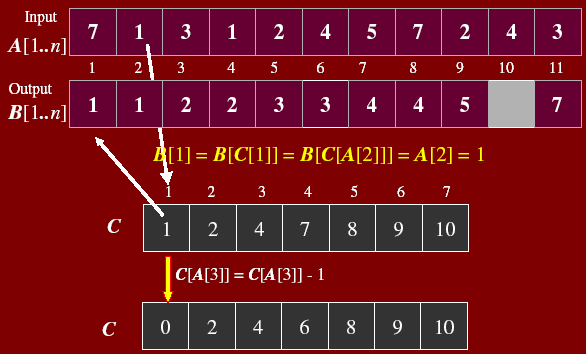 Input
A[1..n] 7 1 3 1 2 4 5 7 2 4 3
1 2 3 4 5 6 7 8 9 10 11
Output
B[1..n] 1 1 2 2 3 3 4 4 5 7
B[1] = B[C[1]] = B[C[A[2]]] = A[2] = 1
1 2 3 4 5 6 7
C 1 2 4 7 8 9 10
C[A[3]] = C[A[3]] - 1
C 0 2 4 6 8 9 10